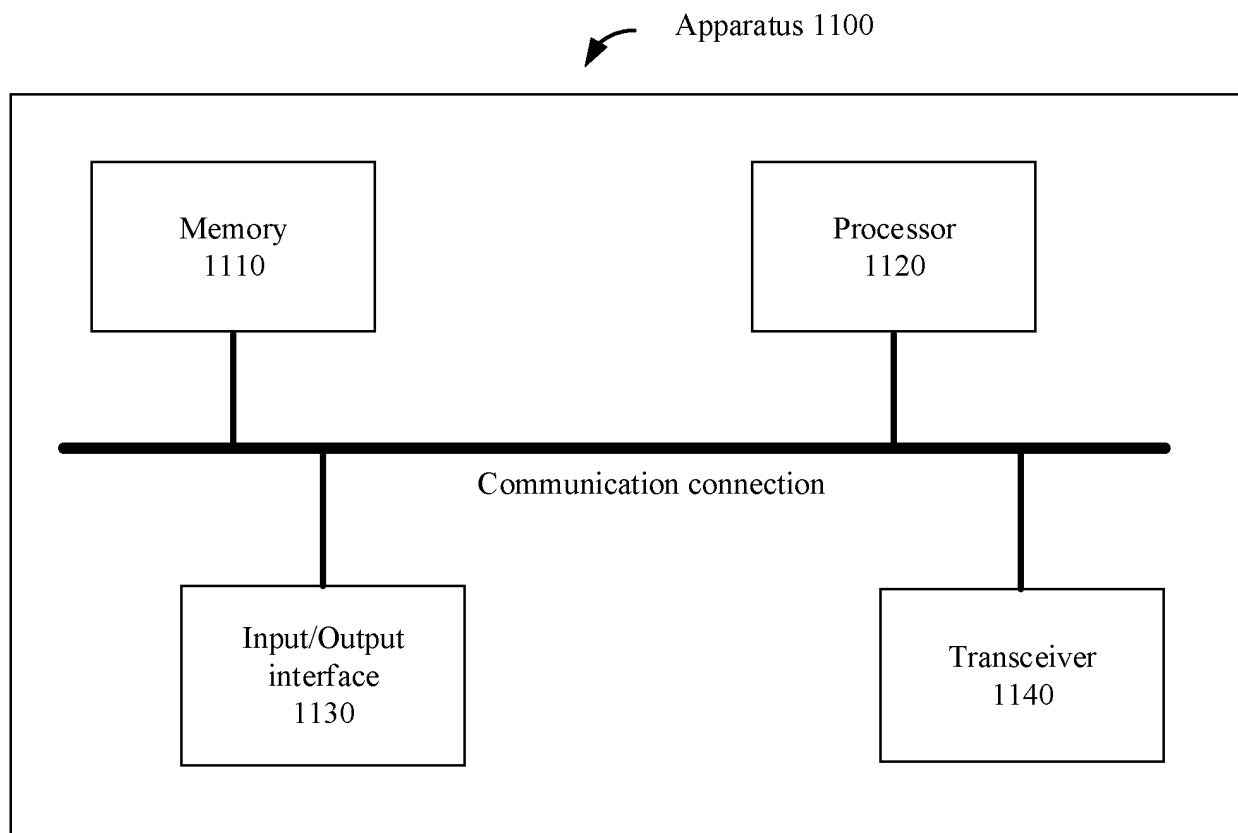 Apparatus 1100
Memory
1110
Processor
1120
Communication connection
Input/Output
interface
1130
Transceiver
1140